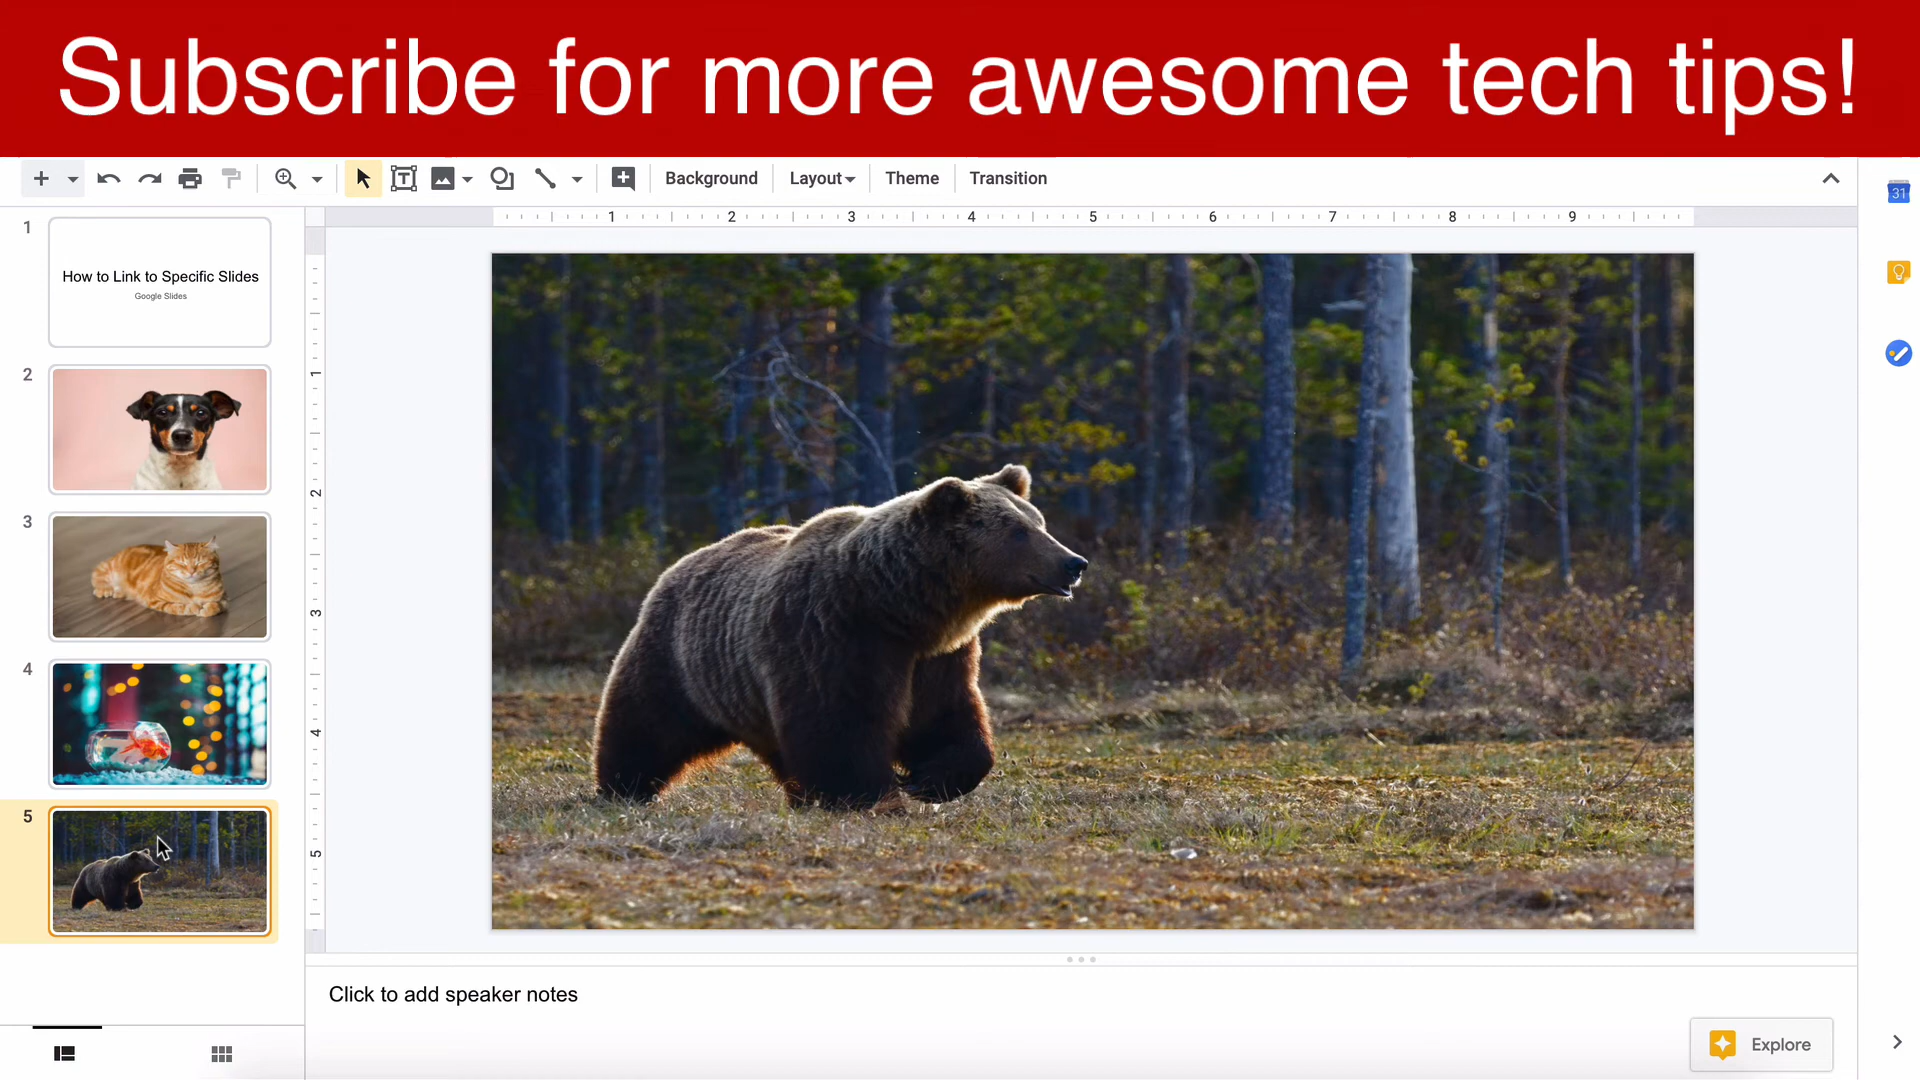 Subscribe for more awesome tech tips!
Background
Layout
Theme
Transition
31
1 2 3 4 5 6 7 8 9
1
How to Link to Specific Slides
Google Slides
2
3
4
5
1
2
3
4
5
Click to add speaker notes
Explore